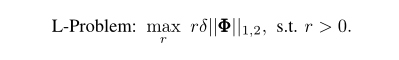 L-Problem: max_r rδ||Φ||_{1,2}, s.t. r > 0.